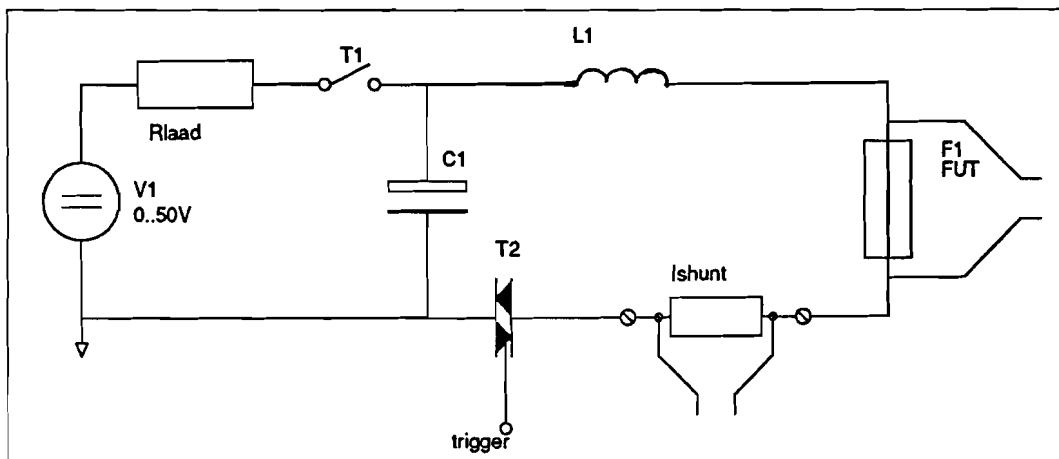 L1
T1
Rlaad
C1
F1
FUT
V1
0..50V
T2
Ishunt
trigger